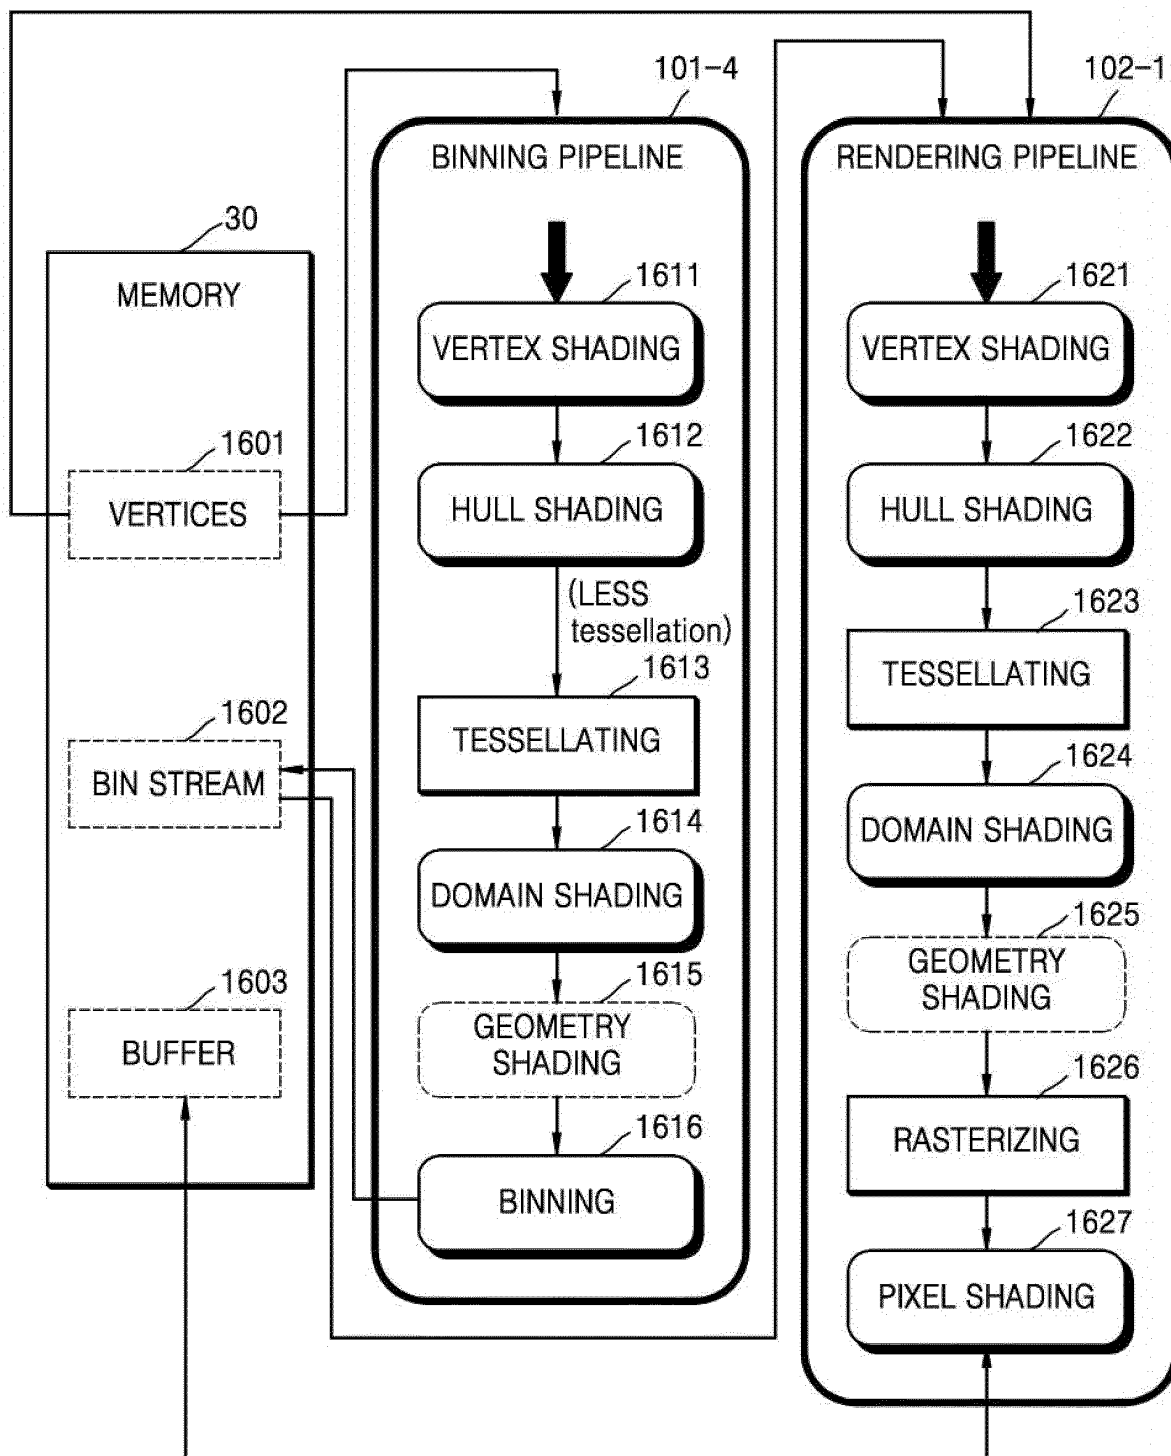 101-4
102-1
BINNING PIPELINE
RENDERING PIPELINE
30
MEMORY
1611
VERTEX SHADING
1621
VERTEX SHADING
1601
VERTICES
1612
HULL SHADING
1622
HULL SHADING
(LESS
tessellation)
1613
TESSELLATING
1623
TESSELLATING
1602
BIN STREAM
1614
DOMAIN SHADING
1624
DOMAIN SHADING
1603
BUFFER
1615
GEOMETRY
SHADING
1625
GEOMETRY
SHADING
1616
BINNING
1626
RASTERIZING
1627
PIXEL SHADING